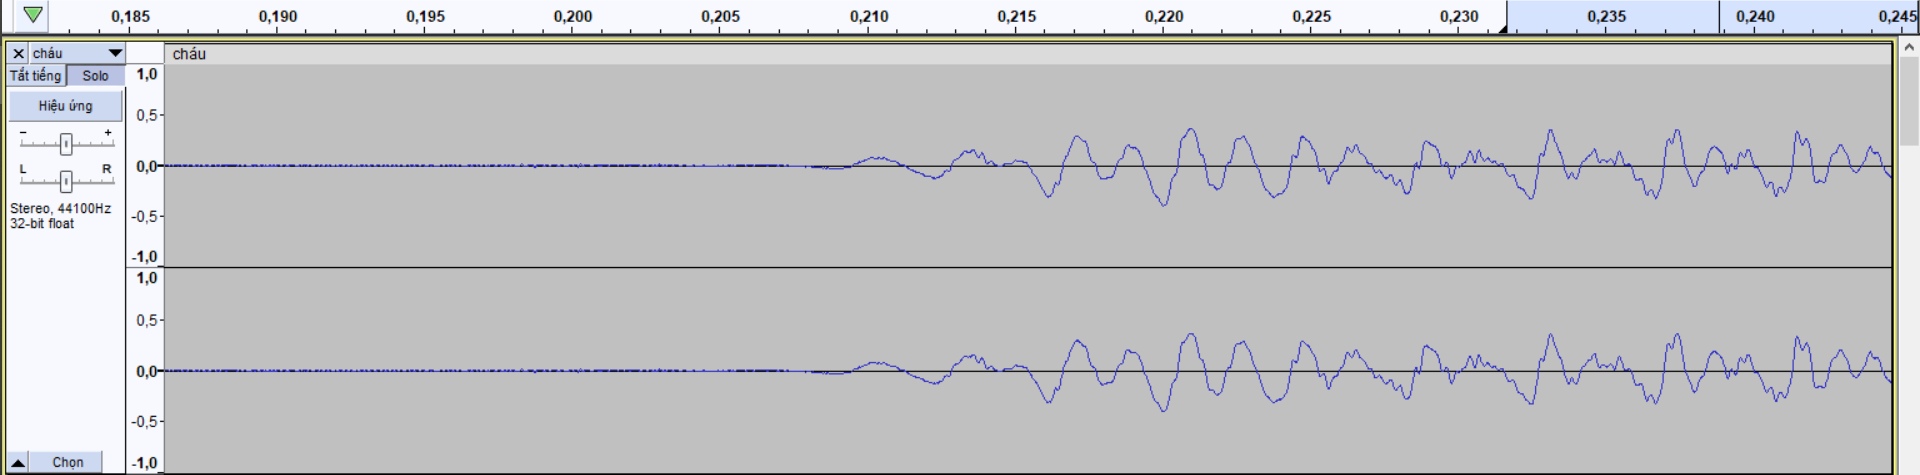 0,185 0,190 0,195 0,200 0,205 0,210 0,215 0,220 0,225 0,230 0,235 0,240 0,245
cháu
cháu
Tắt tiếng Solo
Hiệu ứng
- +
L R
Stereo, 44100Hz
32-bit float
Chọn
1,0
0,5-
0,0-
-0,5-
-1,0
1,0
0,5-
0,0-
-0,5-
-1,0